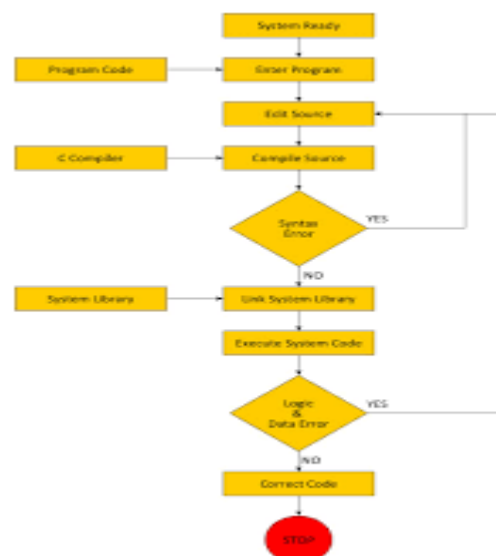 System Ready
Program Code
Enter Program
Edit Source
C Compiler
Compile Source
Syntax
Error
YES
NO
System Library
Link System Library
Execute System Code
Logic
&
Data Error
YES
NO
Correct Code
STOP